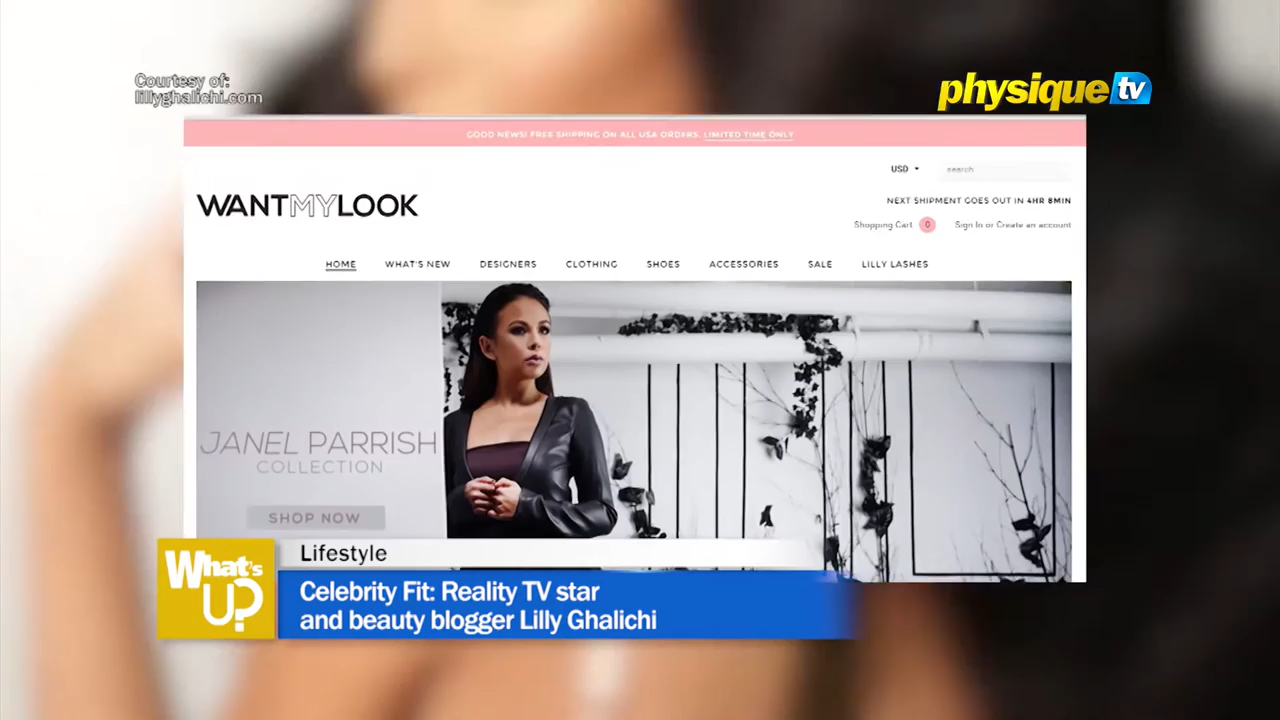 Courtesy of:
lillyghalichi.com
physique tv
GOOD NEWS! FREE SHIPPING ON ALL USA ORDERS. LIMITED TIME ONLY
USD
search
WANTMYLOOK
NEXT SHIPMENT GOES OUT IN 4HR 8MIN
Shopping Cart 0 Sign In or Create an account
HOME WHAT'S NEW DESIGNERS CLOTHING SHOES ACCESSORIES SALE LILLY LASHES
JANEL PARRISH
COLLECTION
SHOP NOW
What's
UP?
Lifestyle
Celebrity Fit: Reality TV star
and beauty blogger Lilly Ghalichi